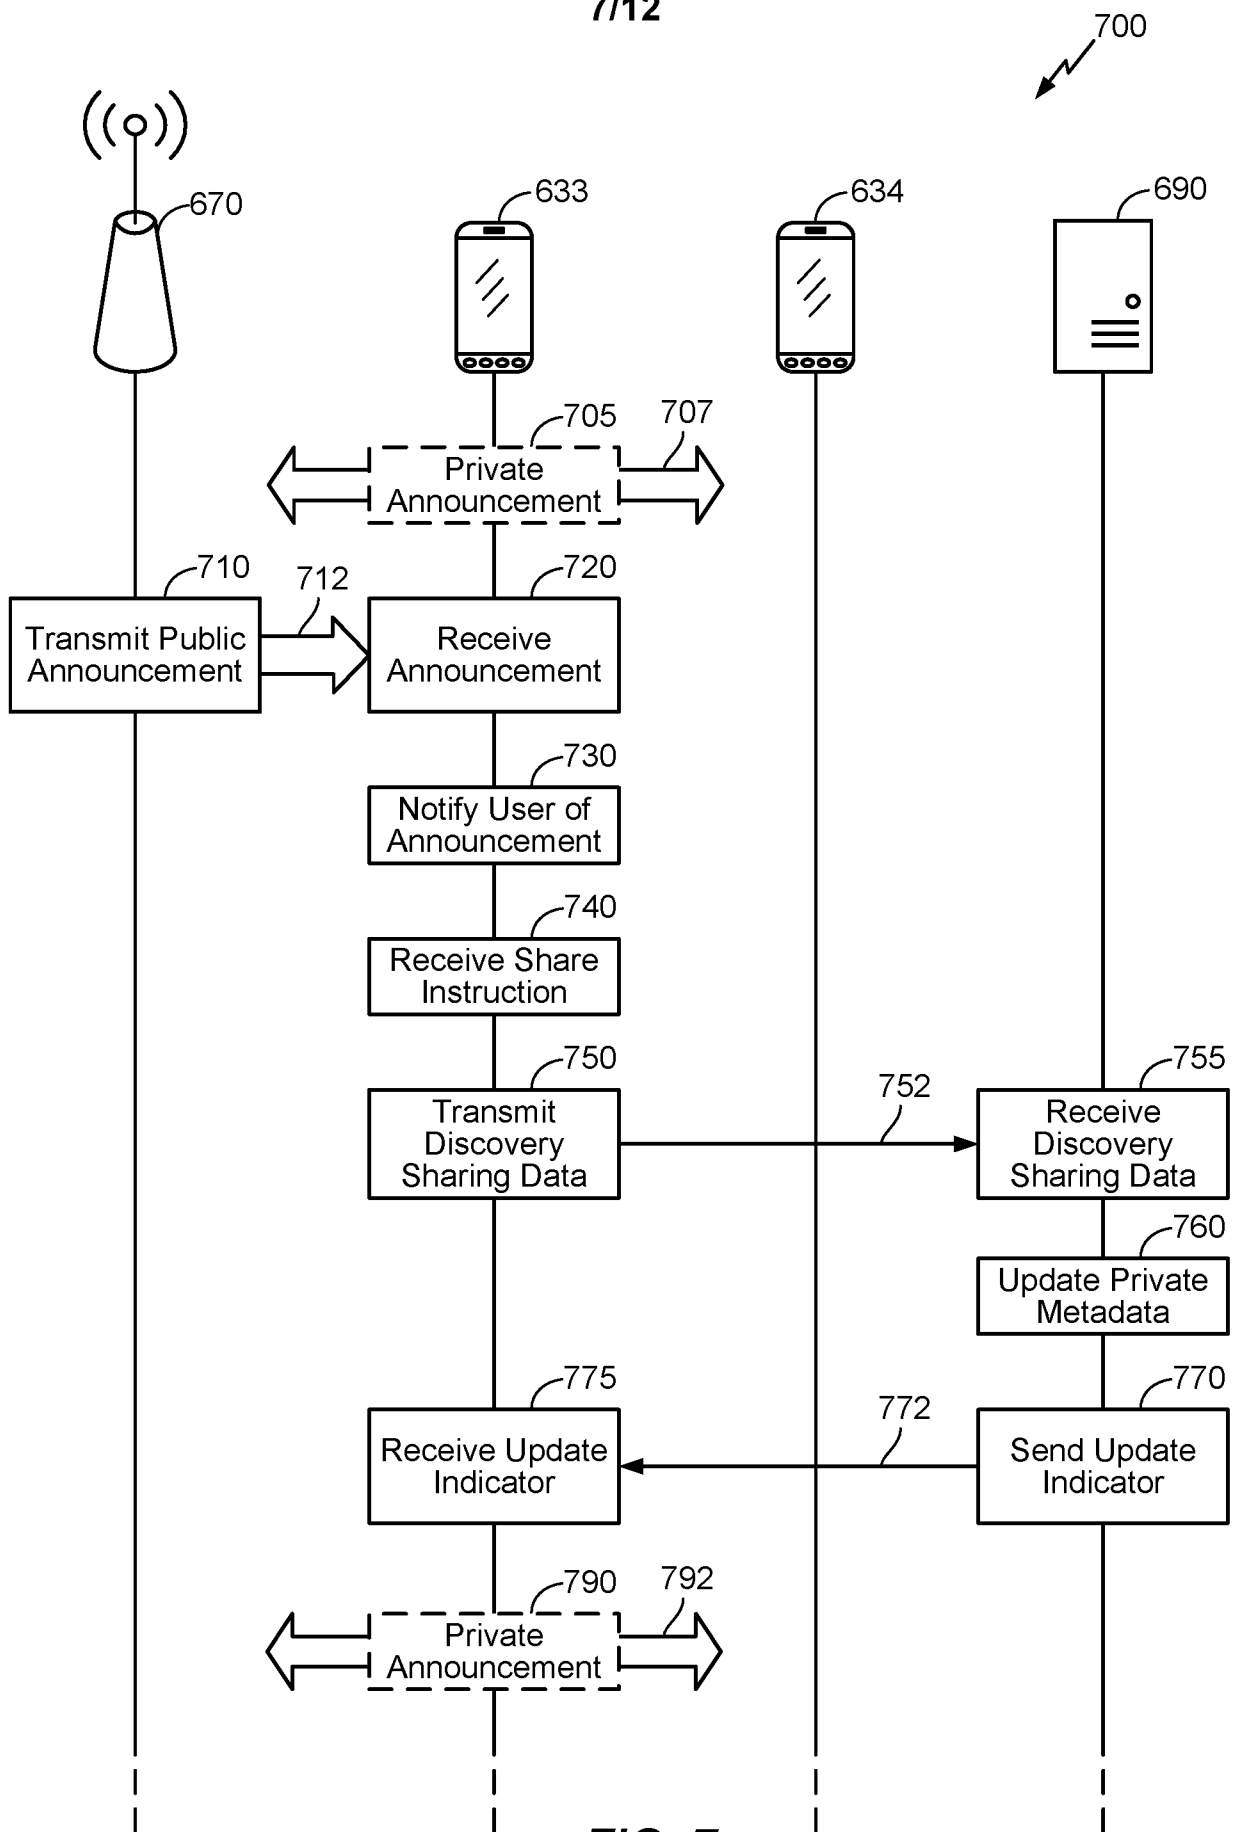 7/12
700
670
633
634
690
705
707
Private
Announcement
710
712
720
Transmit Public
Announcement
Receive
Announcement
730
Notify User of
Announcement
740
Receive Share
Instruction
750
752
755
Transmit
Discovery
Sharing Data
Receive
Discovery
Sharing Data
760
Update Private
Metadata
775
772
770
Receive Update
Indicator
Send Update
Indicator
790
792
Private
Announcement
FIG. 7